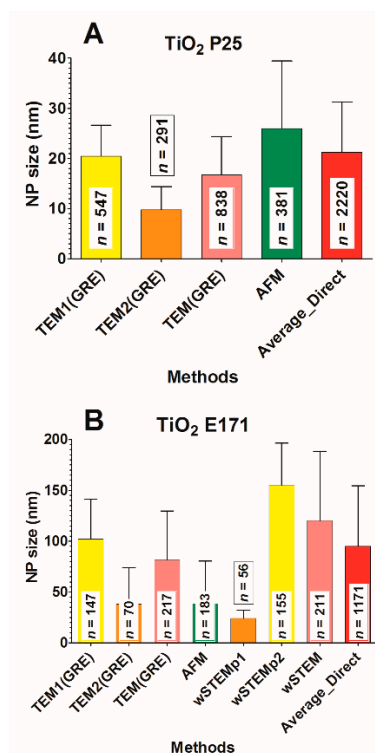 A
TiO2 P25
NP size (nm)
40
30
20
10
0
n = 547
n = 291
n = 838
n = 381
n = 2220
TEM1(GRE)
TEM2(GRE)
TEM(GRE)
AFM
Average_Direct
Methods
B
TiO2 E171
NP size (nm)
200
150
100
50
0
n = 147
n = 70
n = 217
n = 183
n = 56
n = 155
n = 211
n = 1171
TEM1(GRE)
TEM2(GRE)
TEM(GRE)
AFM
wSTEMp1
wSTEMp2
wSTEM
Average_Direct
Methods